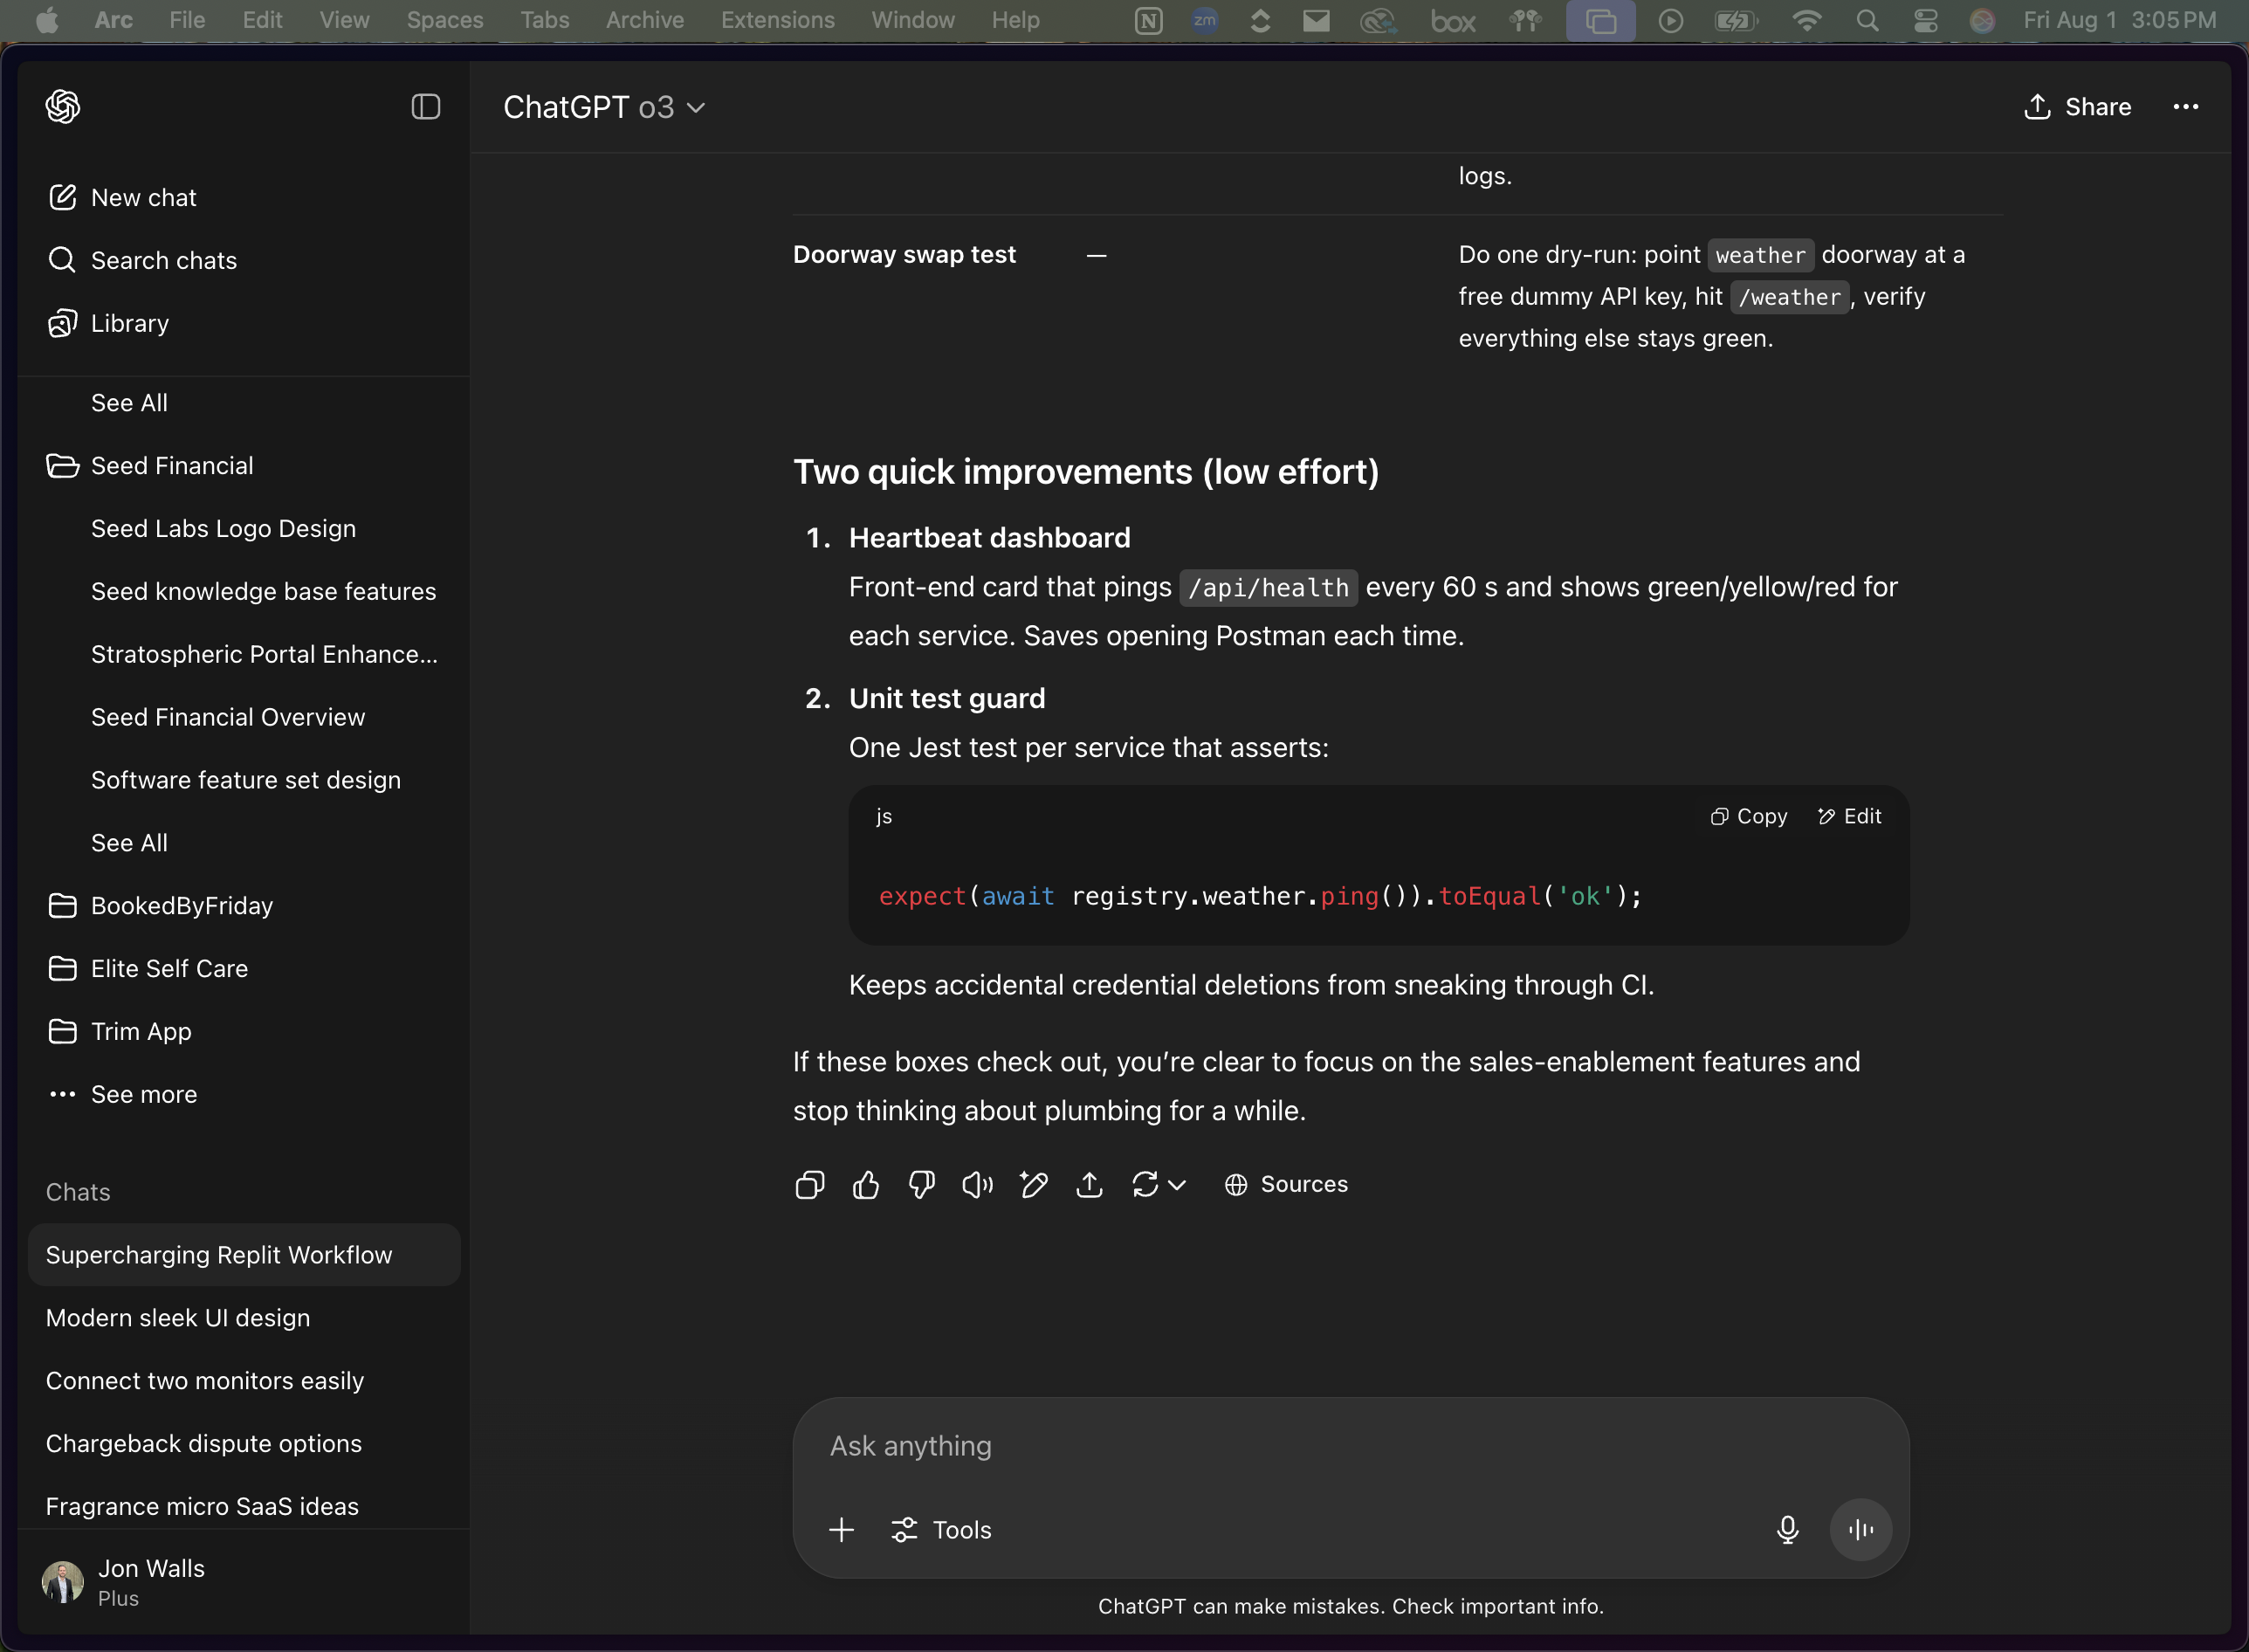 Arc File Edit View Spaces Tabs Archive Extensions Window Help zm box Fri Aug 1 3:05 PM
ChatGPT o3
Share
New chat
Search chats
Library
See All
Seed Financial
Seed Labs Logo Design
Seed knowledge base features
Stratospheric Portal Enhance...
Seed Financial Overview
Software feature set design
See All
BookedByFriday
Elite Self Care
Trim App
See more
Chats
Supercharging Replit Workflow
Modern sleek UI design
Connect two monitors easily
Chargeback dispute options
Fragrance micro SaaS ideas
Jon Walls
Plus
logs.
Doorway swap test — Do one dry-run: point weather doorway at a
free dummy API key, hit /weather, verify
everything else stays green.
Two quick improvements (low effort)
1. Heartbeat dashboard
Front-end card that pings /api/health every 60 s and shows green/yellow/red for
each service. Saves opening Postman each time.
2. Unit test guard
One Jest test per service that asserts:
js Copy Edit
expect(await registry.weather.ping()).toEqual('ok');
Keeps accidental credential deletions from sneaking through CI.
If these boxes check out, you’re clear to focus on the sales-enablement features and
stop thinking about plumbing for a while.
Sources
Ask anything
Tools
ChatGPT can make mistakes. Check important info.